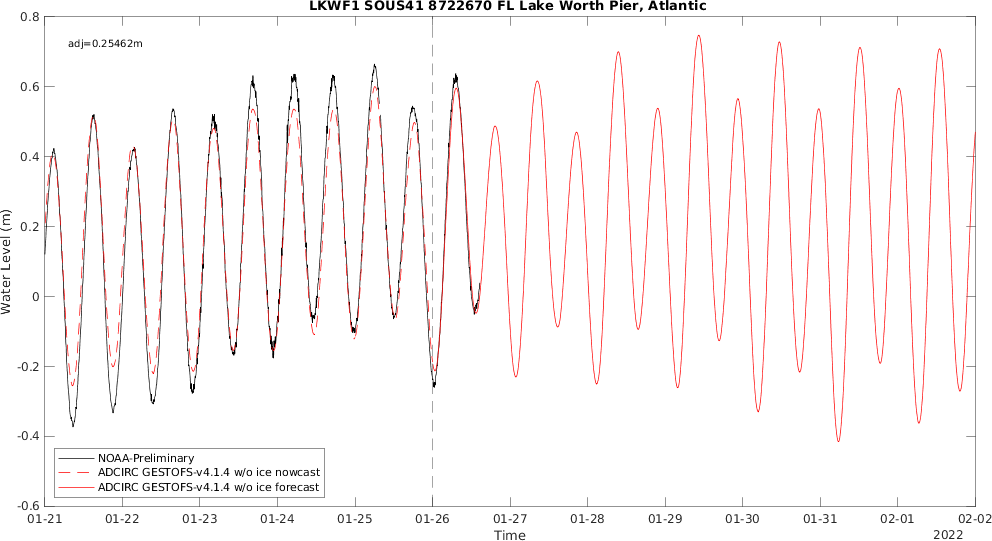 LKWF1 SOUS41 8722670 FL Lake Worth Pier, Atlantic
0.8
adj=0.25462m
0.6
0.4
0.2
0
-0.2
-0.4
-0.6
Water Level (m)
NOAA-Preliminary
ADCIRC GESTOFS-v4.1.4 w/o ice nowcast
ADCIRC GESTOFS-v4.1.4 w/o ice forecast
01-21 01-22 01-23 01-24 01-25 01-26 01-27 01-28 01-29 01-30 01-31 02-01 02-02
Time
2022